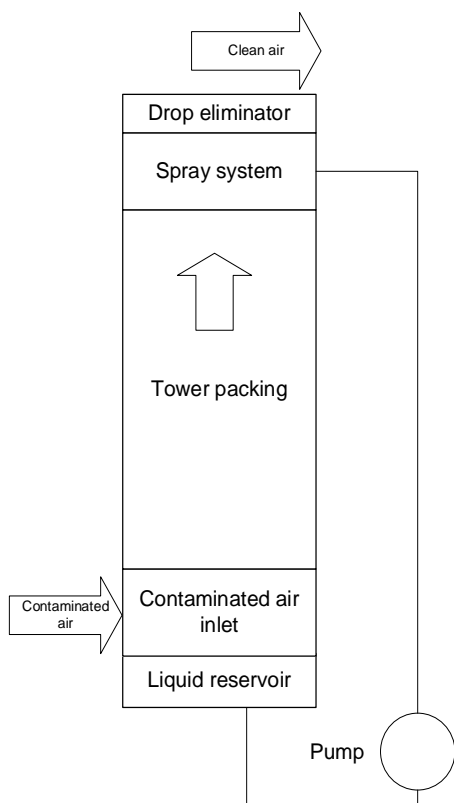 Clean air
Drop eliminator
Spray system
Tower packing
Contaminated
air
Contaminated air
inlet
Liquid reservoir
Pump